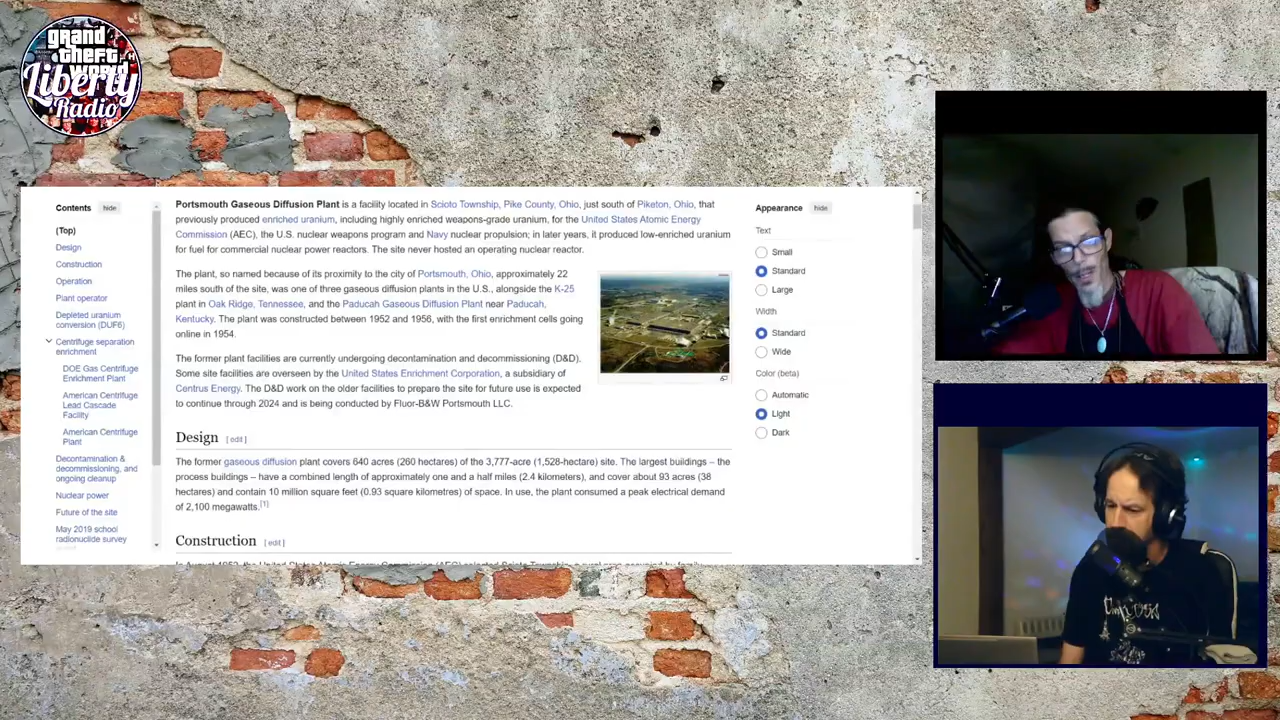 grand
theft
world
Liberty
Radio
Contents hide
(Top)
Design
Construction
Operation
Plant operator
Depleted uranium
conversion (DUF6)
Centrifuge separation
enrichment
DOE Gas Centrifuge
Enrichment Plant
American Centrifuge
Lead Cascade
Facility
American Centrifuge
Plant
Decontamination &
decommissioning, and
ongoing cleanup
Nuclear power
Future of the site
May 2019 school
radionuclide survey
Portsmouth Gaseous Diffusion Plant is a facility located in Scioto Township, Pike County, Ohio, just south of Piketon, Ohio, that
previously produced enriched uranium, including highly enriched weapons-grade uranium, for the United States Atomic Energy
Commission (AEC), the U.S. nuclear weapons program and Navy nuclear propulsion; in later years, it produced low-enriched uranium
for fuel for commercial nuclear power reactors. The site never hosted an operating nuclear reactor.
The plant, so named because of its proximity to the city of Portsmouth, Ohio, approximately 22
miles south of the site, was one of three gaseous diffusion plants in the U.S., alongside the K-25
plant in Oak Ridge, Tennessee, and the Paducah Gaseous Diffusion Plant near Paducah,
Kentucky. The plant was constructed between 1952 and 1956, with the first enrichment cells going
online in 1954.
The former plant facilities are currently undergoing decontamination and decommissioning (D&D).
Some site facilities are overseen by the United States Enrichment Corporation, a subsidiary of
Centrus Energy. The D&D work on the older facilities to prepare the site for future use is expected
to continue through 2024 and is being conducted by Fluor-B&W Portsmouth LLC.
Design [ edit ]
The former gaseous diffusion plant covers 640 acres (260 hectares) of the 3,777-acre (1,528-hectare) site. The largest buildings – the
process buildings – have a combined length of approximately one and a half miles (2.4 kilometers), and cover about 93 acres (38
hectares) and contain 10 million square feet (0.93 square kilometres) of space. In use, the plant consumed a peak electrical demand
of 2,100 megawatts.[1]
Construction [ edit ]
Appearance hide
Text
Small
Standard
Large
Width
Standard
Wide
Color (beta)
Automatic
Light
Dark